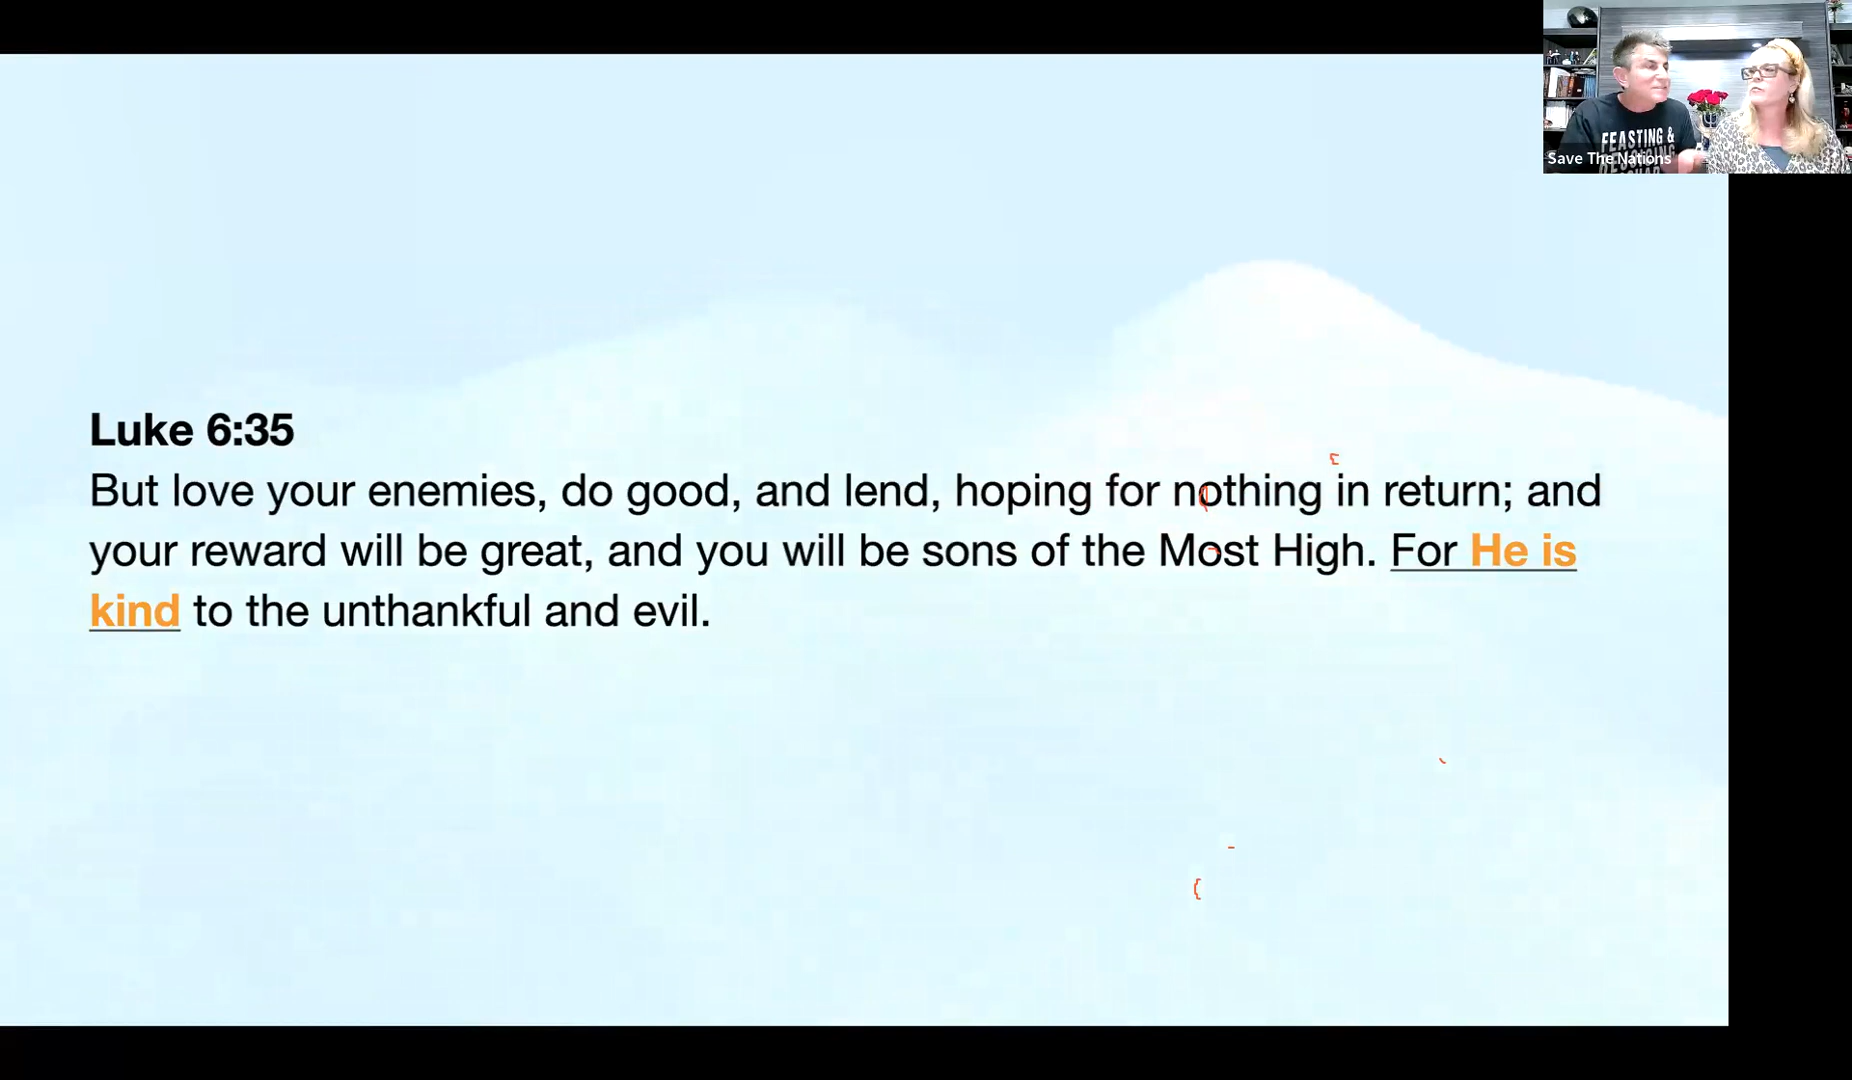 FEASTING &
Save The Nations
Luke 6:35
But love your enemies, do good, and lend, hoping for nothing in return; and
your reward will be great, and you will be sons of the Most High. For He is
kind to the unthankful and evil.